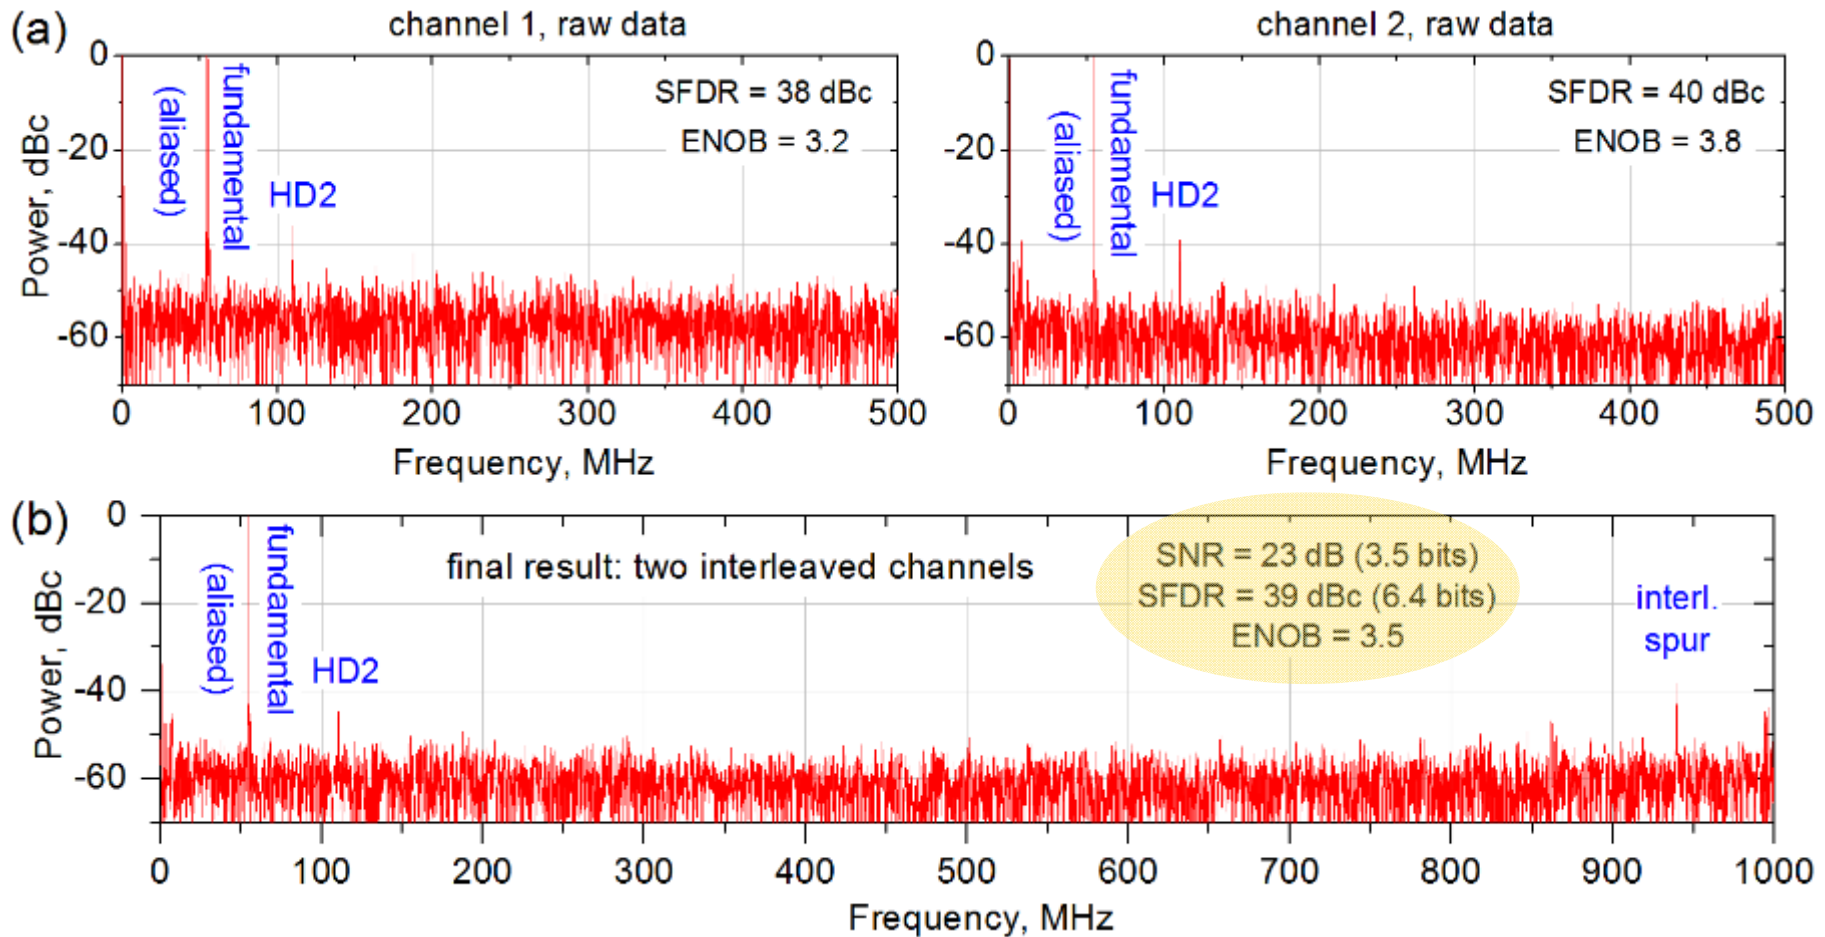 (a)
channel 1, raw data
channel 2, raw data
0
-20
-40
-60
Power, dBc
fundamental
(aliased)
HD2
SFDR = 38 dBc
ENOB = 3.2
0 100 200 300 400 500
Frequency, MHz
0
-20
-40
-60
fundamental
(aliased)
HD2
SFDR = 40 dBc
ENOB = 3.8
0 100 200 300 400 500
Frequency, MHz
(b)
0
-20
-40
-60
Power, dBc
fundamental
(aliased)
HD2
final result: two interleaved channels
SNR = 23 dB (3.5 bits)
SFDR = 39 dBc (6.4 bits)
ENOB = 3.5
interl.
spur
0 100 200 300 400 500 600 700 800 900 1000
Frequency, MHz